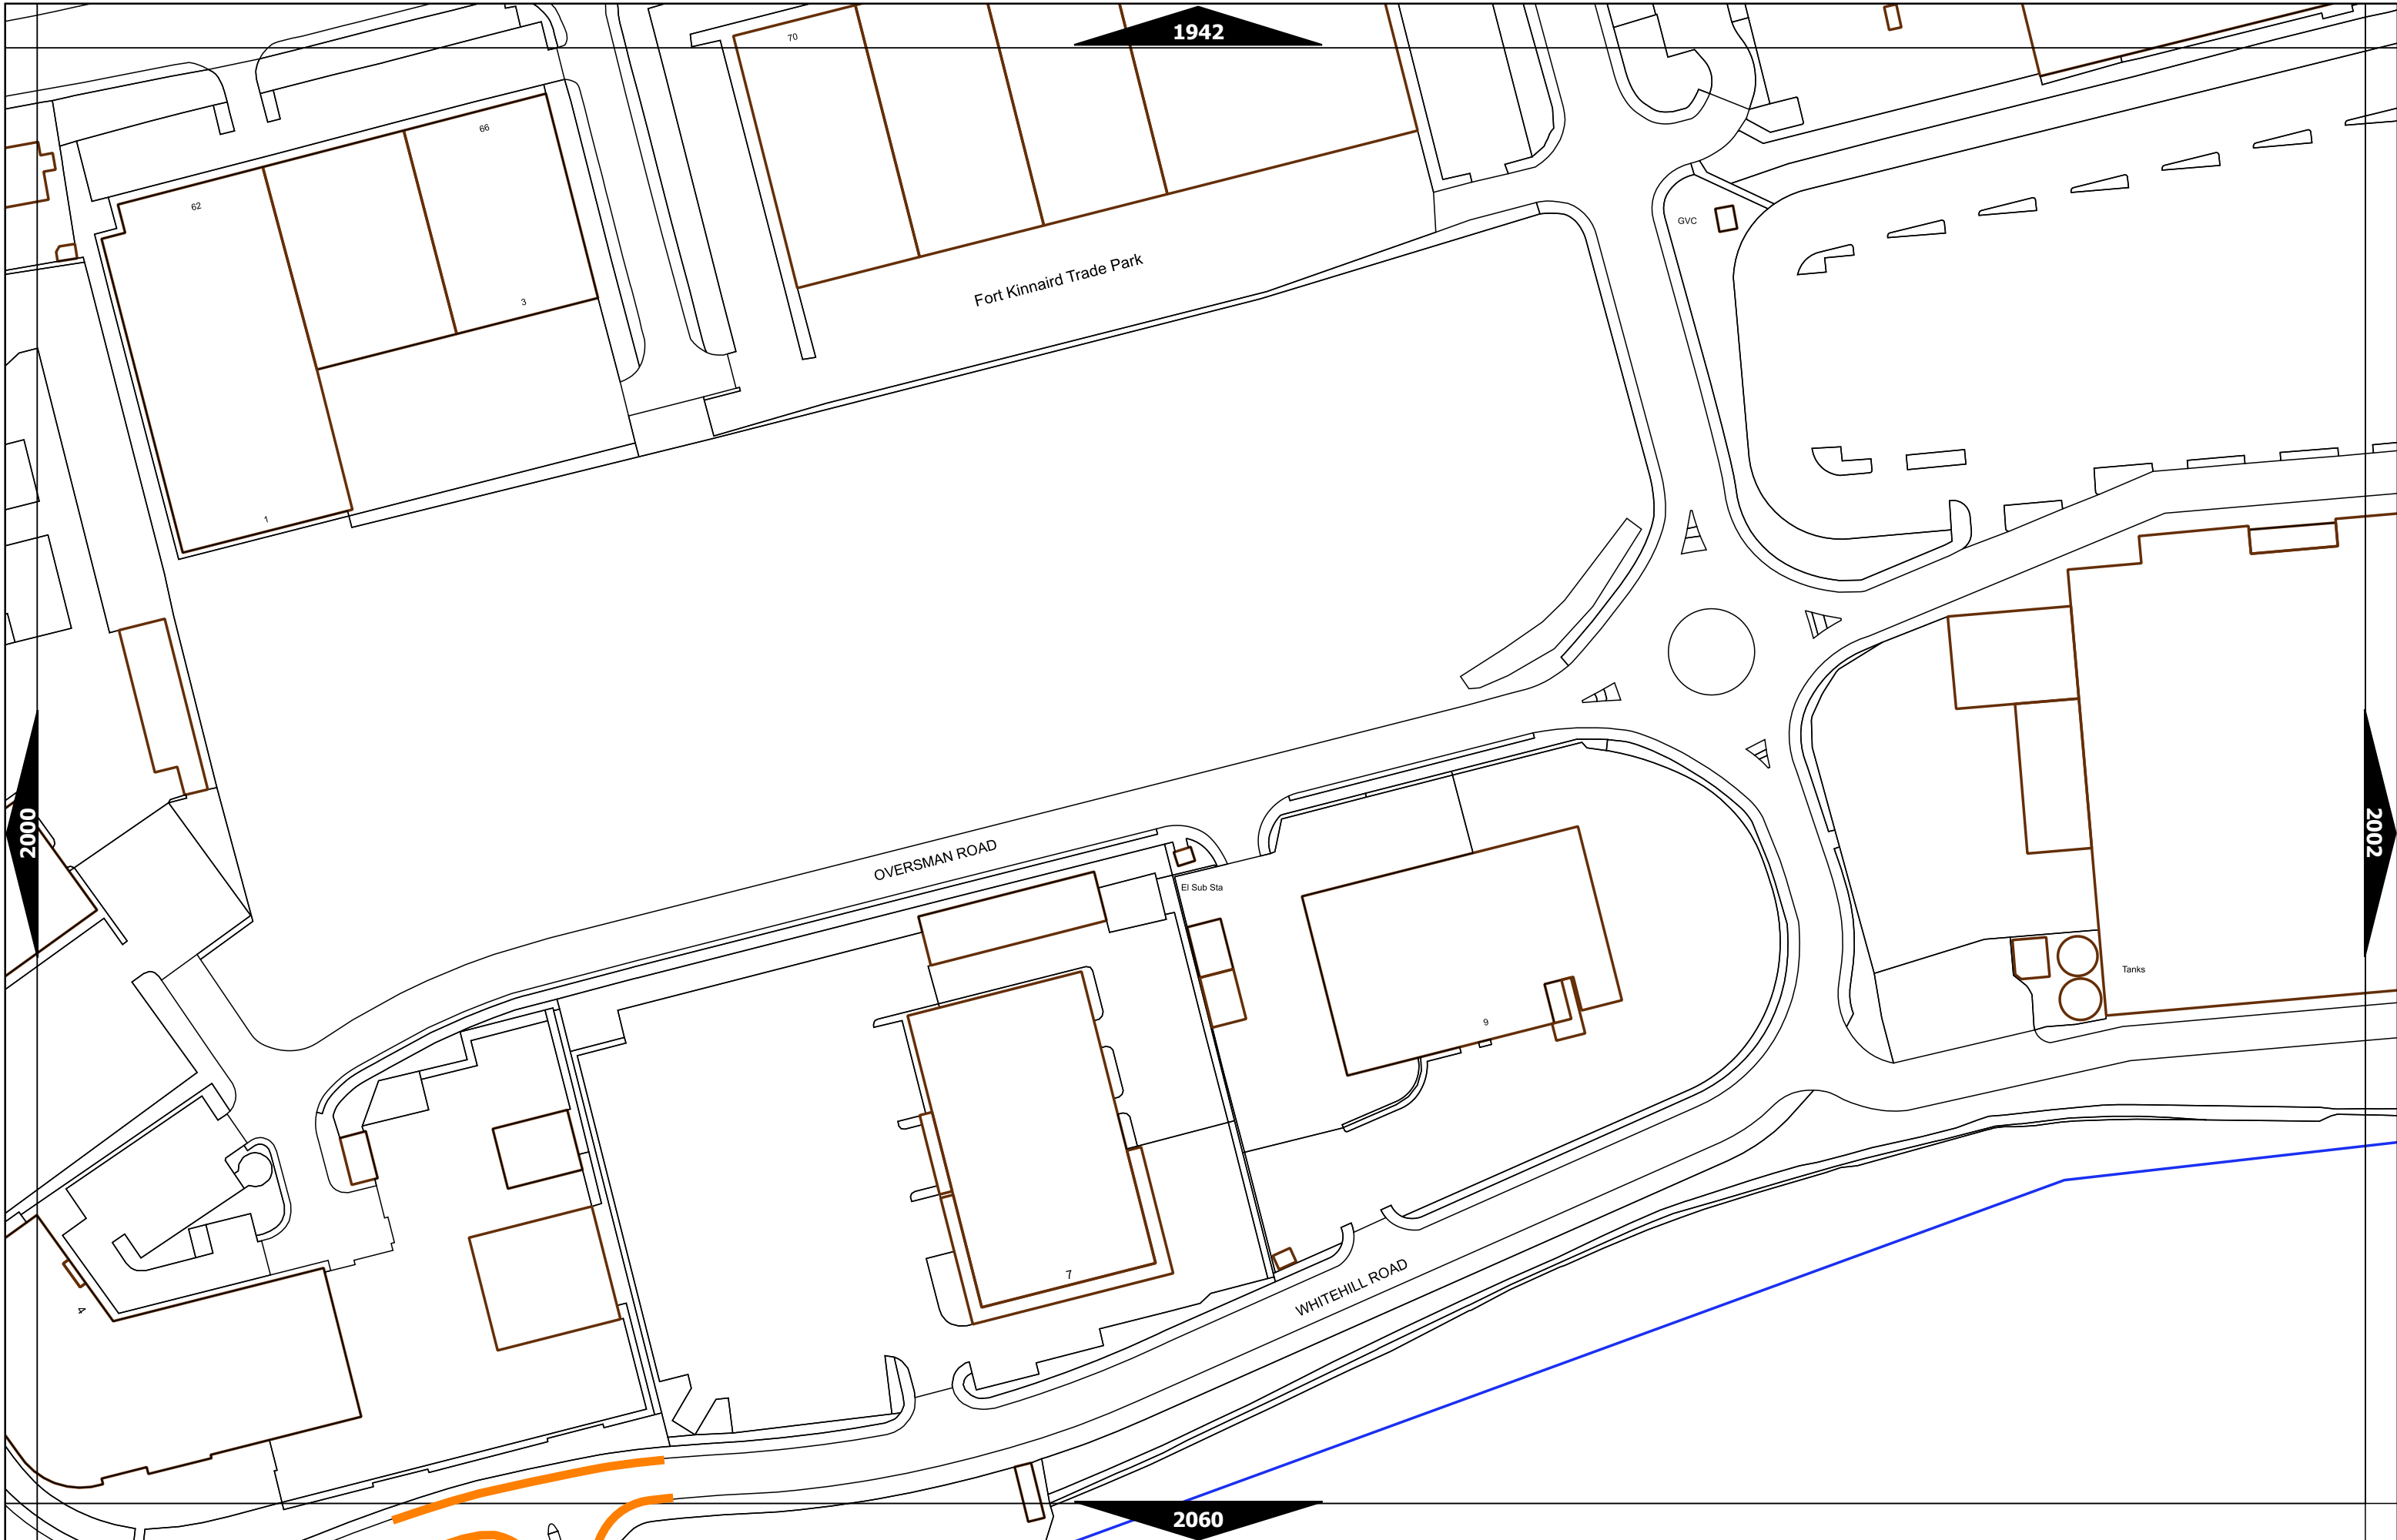 1942
70
66
62
GVC
Fort Kinnaird Trade Park
3
1
2000
2002
OVERSMAN ROAD
El Sub Sta
Tanks
9
7
WHITEHILL ROAD
4
2060